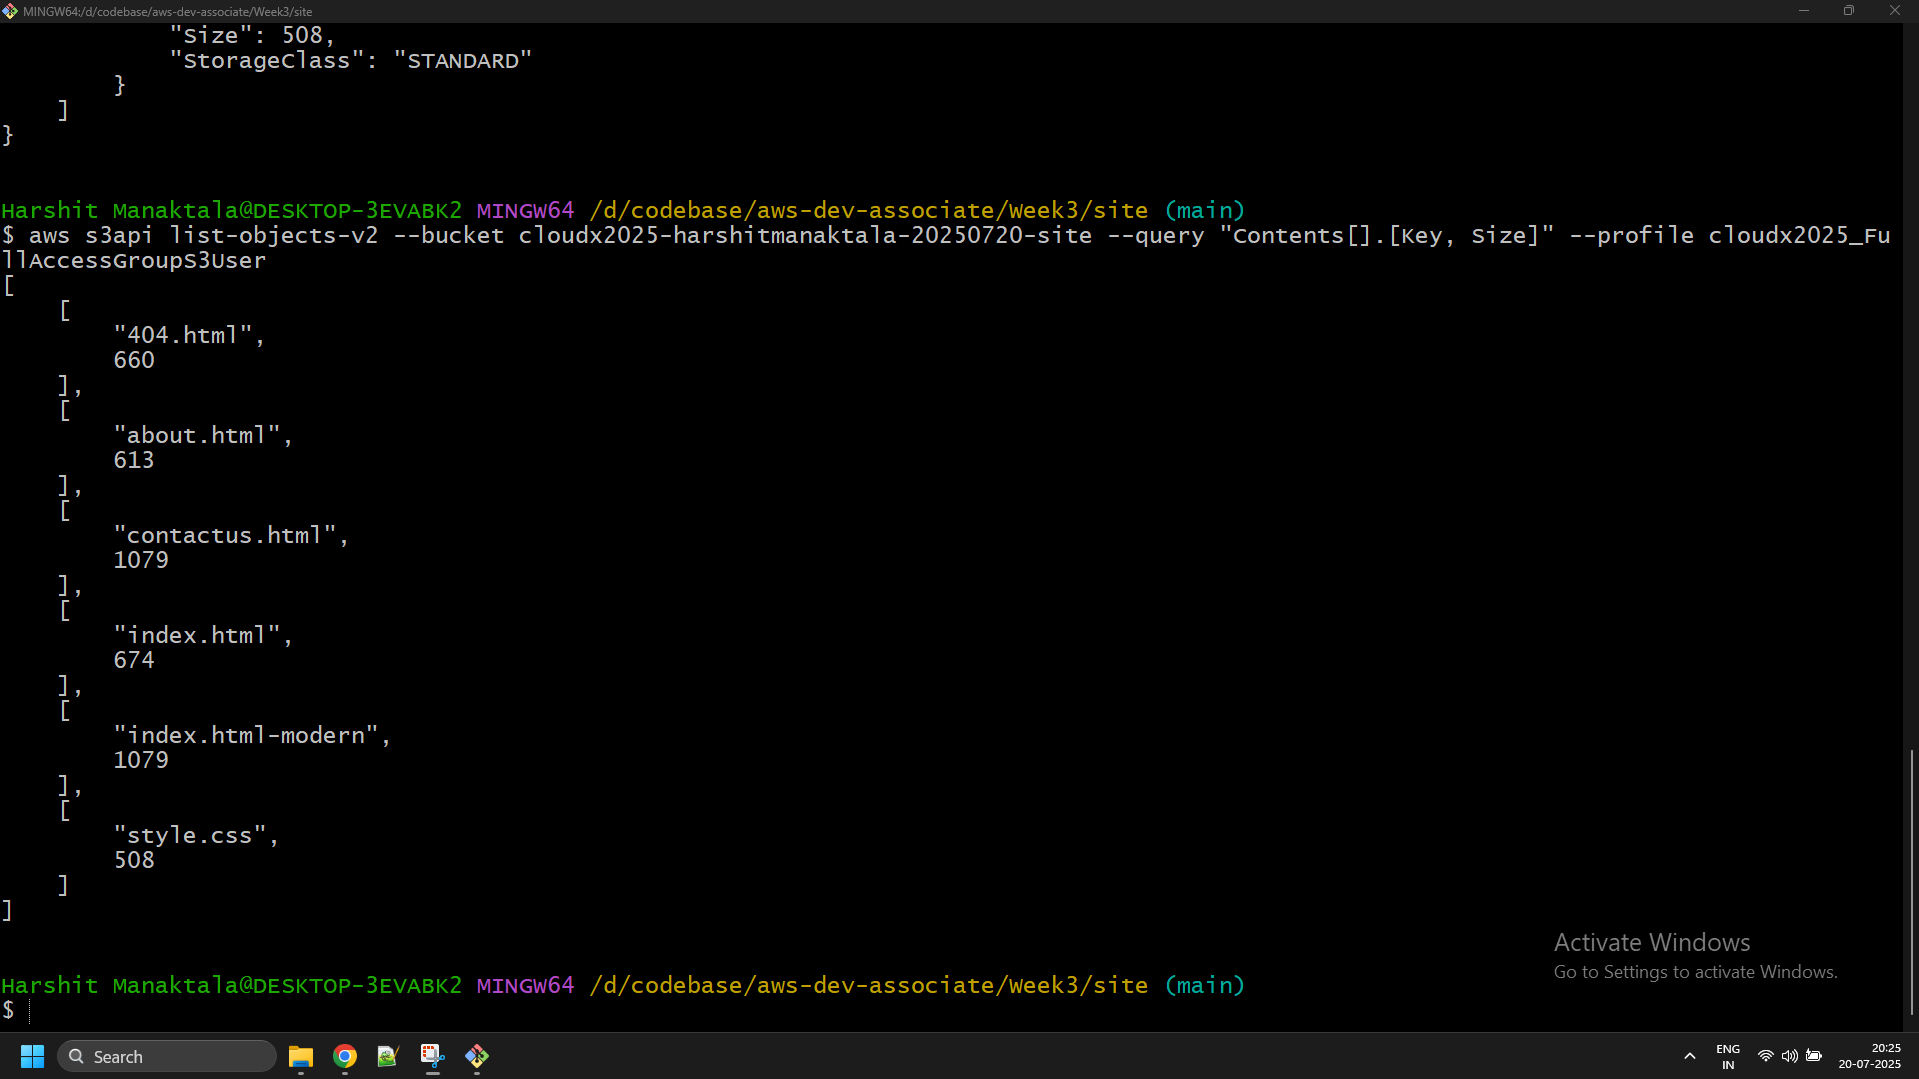 MINGW64:/d/codebase/aws-dev-associate/Week3/site
"Size": 508,
"StorageClass": "STANDARD"
}
]
}
Harshit Manaktala@DESKTOP-3EVABK2 MINGW64 /d/codebase/aws-dev-associate/Week3/site (main)
$ aws s3api list-objects-v2 --bucket cloudx2025-harshitmanaktala-20250720-site --query "Contents[].[Key, Size]" --profile cloudx2025_Fu
llAccessGroupS3User
[
[
"404.html",
660
],
[
"about.html",
613
],
[
"contactus.html",
1079
],
[
"index.html",
674
],
[
"index.html-modern",
1079
],
[
"style.css",
508
]
]
Harshit Manaktala@DESKTOP-3EVABK2 MINGW64 /d/codebase/aws-dev-associate/Week3/site (main)
$
Activate Windows
Go to Settings to activate Windows.
Search
ENG
IN
20:25
20-07-2025